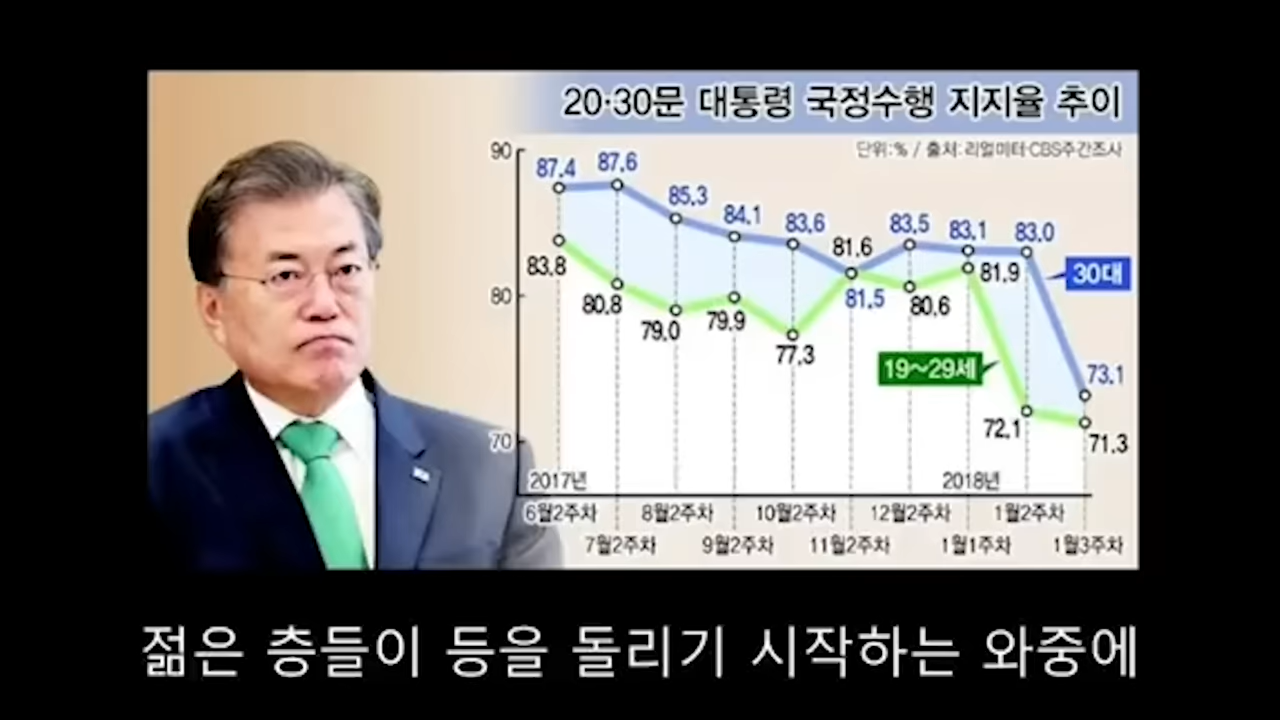 20·30문 대통령 국정수행 지지율 추이
단위:% / 출처:리얼미터·CBS주간조사
90
87.4 87.6 85.3 84.1 83.6 81.6 83.5 83.1 83.0
30대
80
83.8 80.8 79.0 79.9 77.3 81.5 80.6 81.9
19~29세
73.1
72.1
71.3
70
2017년 2018년
6월2주차 8월2주차 10월2주차 12월2주차 1월2주차
7월2주차 9월2주차 11월2주차 1월1주차 1월3주차
젊은 층들이 등을 돌리기 시작하는 와중에